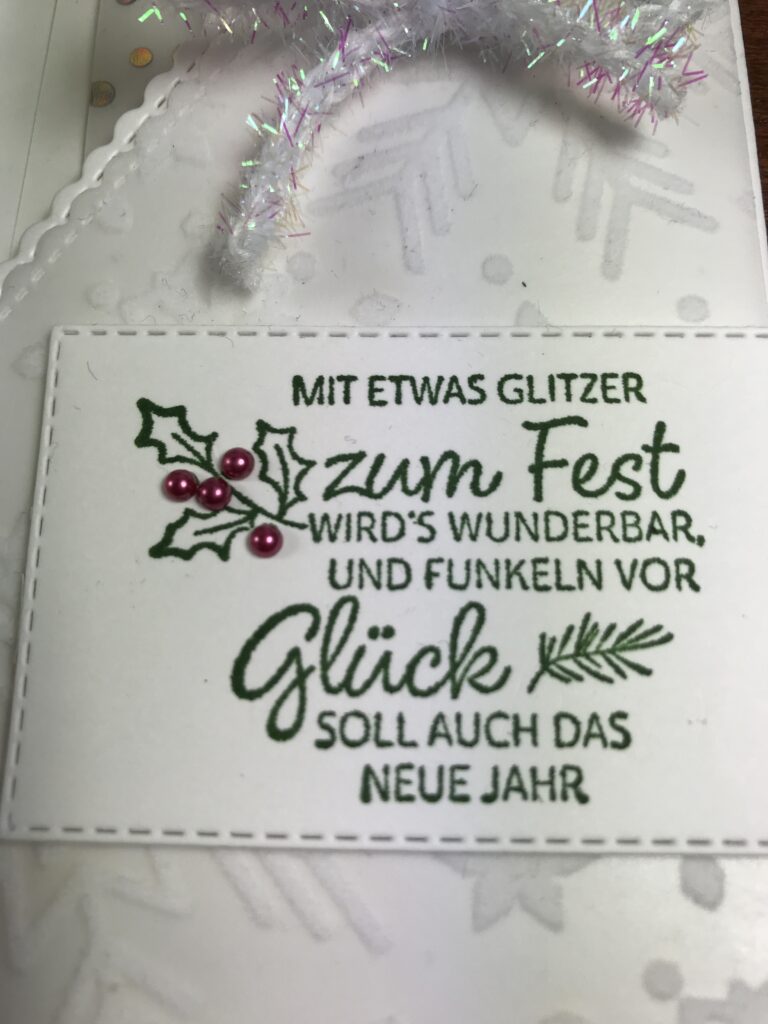 MIT ETWAS GLITZER
zum Fest
WIRD'S WUNDERBAR,
UND FUNKELN VOR
Glück
SOLL AUCH DAS
NEUE JAHR